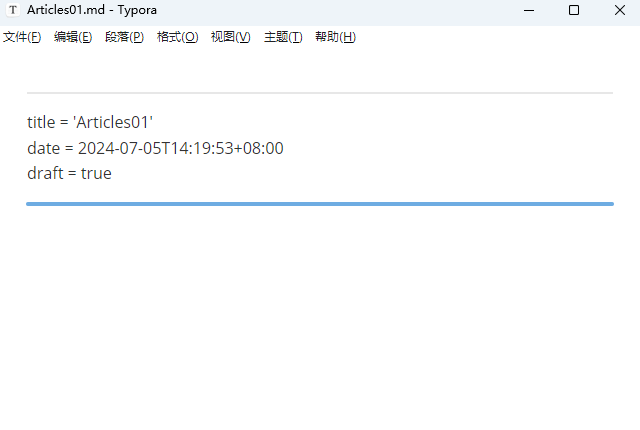 T Articles01.md - Typora
文件(F) 编辑(E) 段落(P) 格式(O) 视图(V) 主题(T) 帮助(H)
title = 'Articles01'
date = 2024-07-05T14:19:53+08:00
draft = true